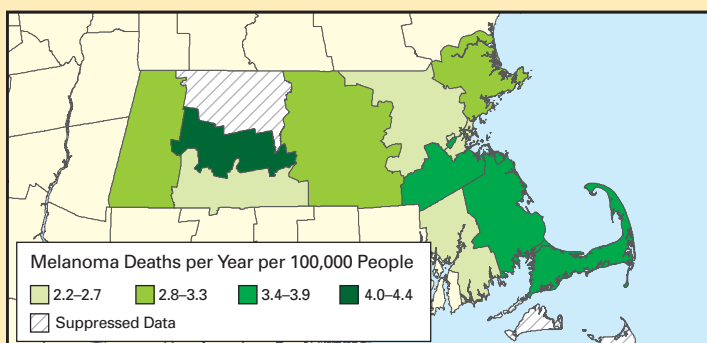 Melanoma Deaths per Year per 100,000 People
2.2–2.7 2.8–3.3 3.4–3.9 4.0–4.4
Suppressed Data